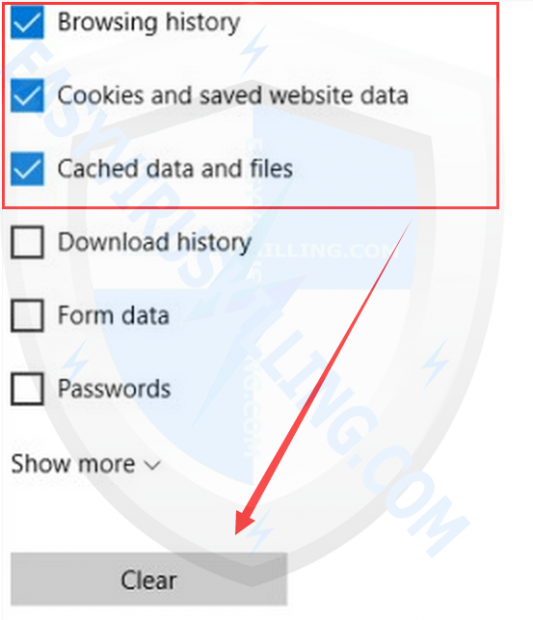 Browsing history
Cookies and saved website data
Cached data and files
Download history
Form data
Passwords
Show more
Clear
EASYVIRUSKILLING.COM